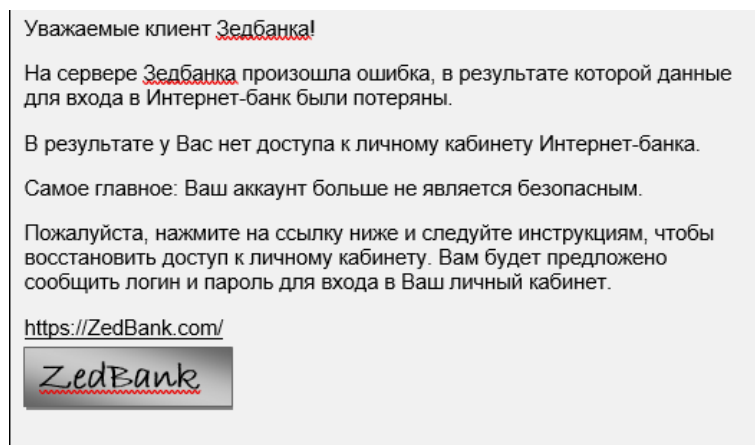 Уважаемые клиент Зедбанка!
На сервере Зедбанка произошла ошибка, в результате которой данные
для входа в Интернет-банк были потеряны.
В результате у Вас нет доступа к личному кабинету Интернет-банка.
Самое главное: Ваш аккаунт больше не является безопасным.
Пожалуйста, нажмите на ссылку ниже и следуйте инструкциям, чтобы
восстановить доступ к личному кабинету. Вам будет предложено
сообщить логин и пароль для входа в Ваш личный кабинет.
https://ZedBank.com/
ZedBank